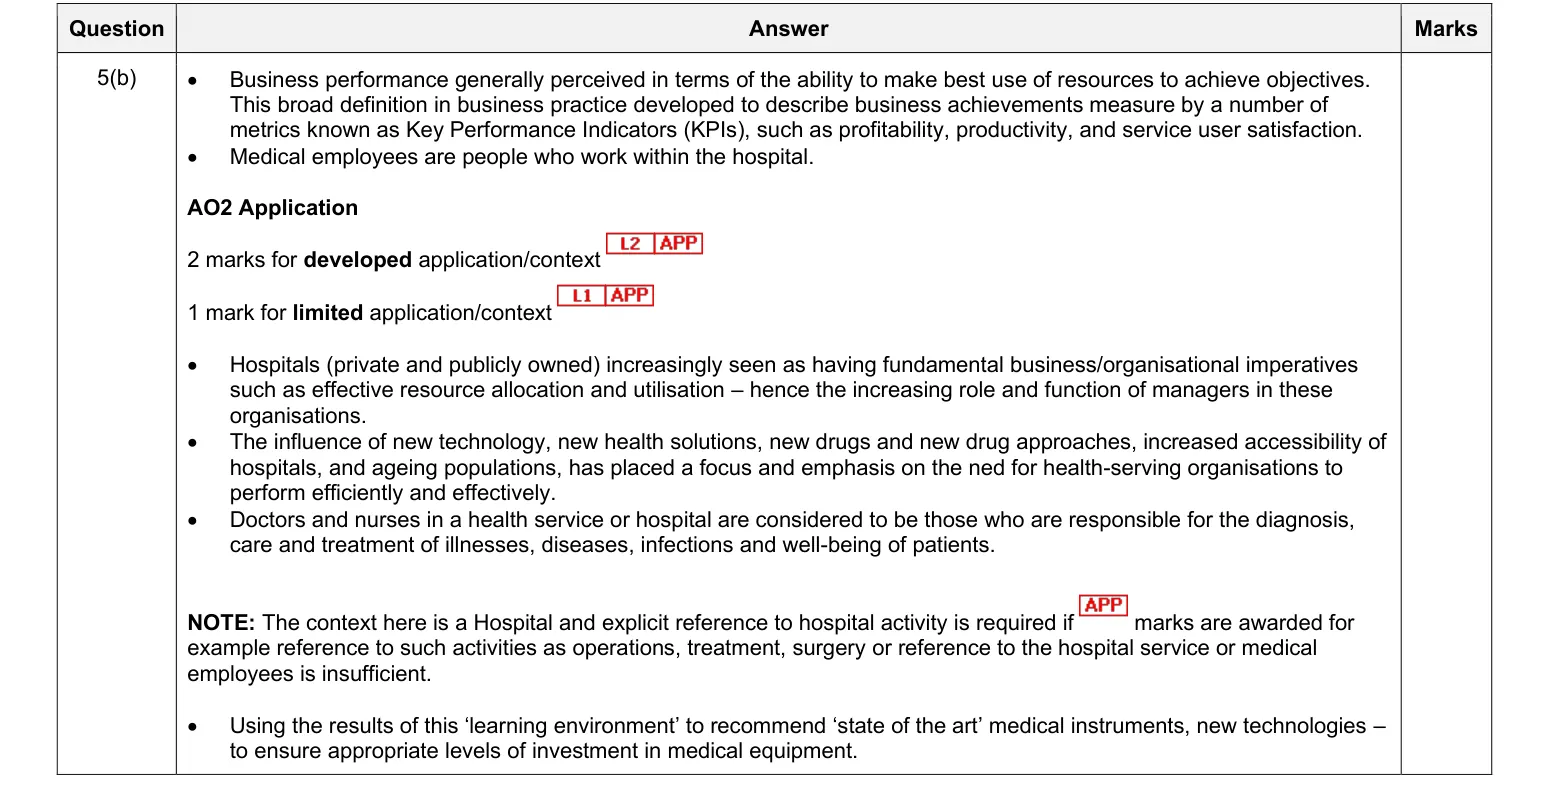 Question Answer Marks
5(b)
• Business performance generally perceived in terms of the ability to make best use of resources to achieve objectives.
This broad definition in business practice developed to describe business achievements measure by a number of
metrics known as Key Performance Indicators (KPIs), such as profitability, productivity, and service user satisfaction.
• Medical employees are people who work within the hospital.
AO2 Application
2 marks for developed application/context L2 APP
1 mark for limited application/context L1 APP
• Hospitals (private and publicly owned) increasingly seen as having fundamental business/organisational imperatives
such as effective resource allocation and utilisation – hence the increasing role and function of managers in these
organisations.
• The influence of new technology, new health solutions, new drugs and new drug approaches, increased accessibility of
hospitals, and ageing populations, has placed a focus and emphasis on the ned for health-serving organisations to
perform efficiently and effectively.
• Doctors and nurses in a health service or hospital are considered to be those who are responsible for the diagnosis,
care and treatment of illnesses, diseases, infections and well-being of patients.
NOTE: The context here is a Hospital and explicit reference to hospital activity is required if APP marks are awarded for
example reference to such activities as operations, treatment, surgery or reference to the hospital service or medical
employees is insufficient.
• Using the results of this ‘learning environment’ to recommend ‘state of the art’ medical instruments, new technologies –
to ensure appropriate levels of investment in medical equipment.